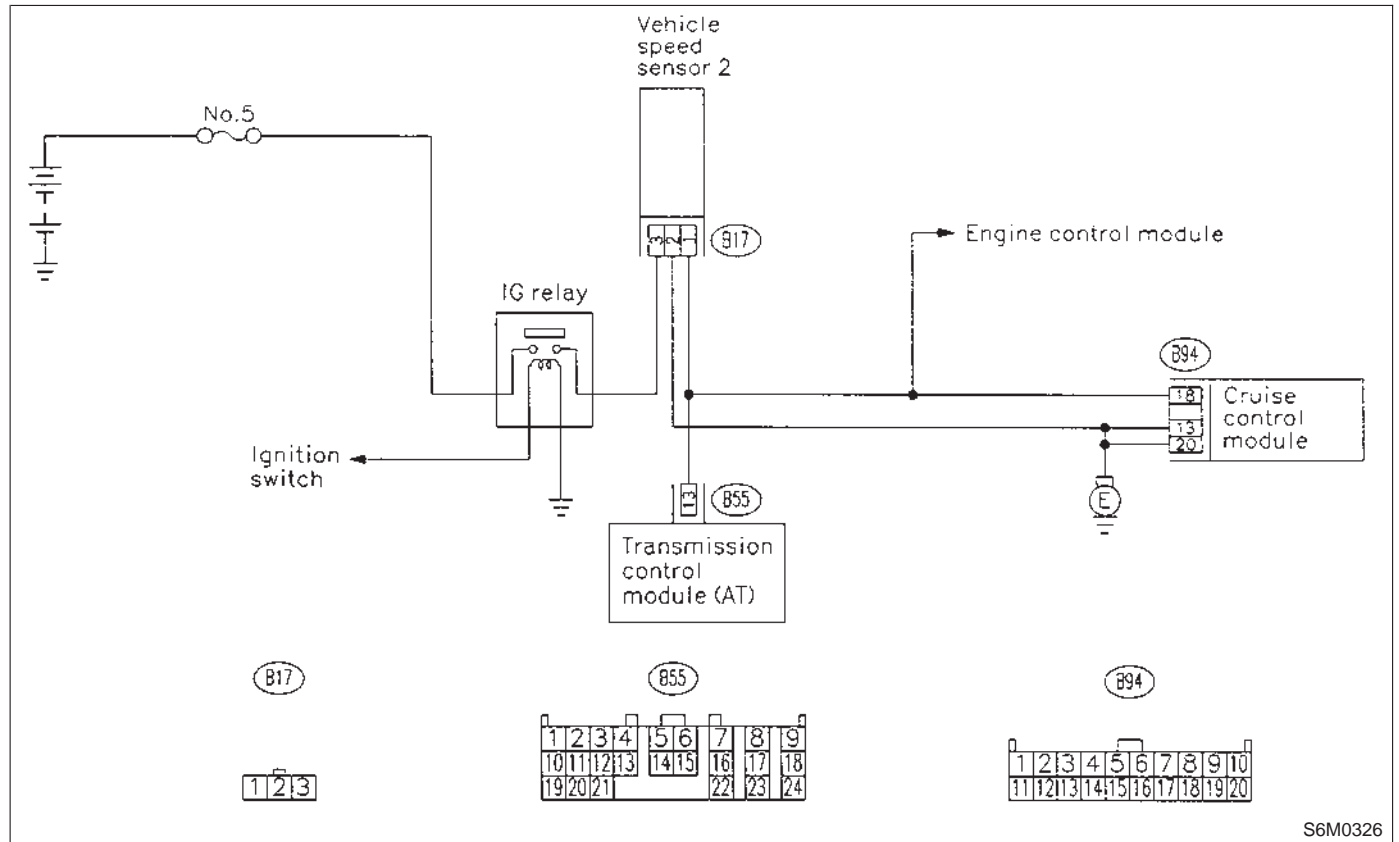 Vehicle
speed
sensor 2
No.5
3 2 1
B17
Engine control module
IG relay
B94
18
13
20
Cruise
control
module
Ignition
switch
13
B55
E
Transmission
control
module (AT)
B17
B55
B94
1 2 3
1 2 3 4 5 6 7 8 9
10 11 12 13 14 15 16 17 18
19 20 21 22 23 24
1 2 3 4 5 6 7 8 9 10
11 12 13 14 15 16 17 18 19 20
S6M0326